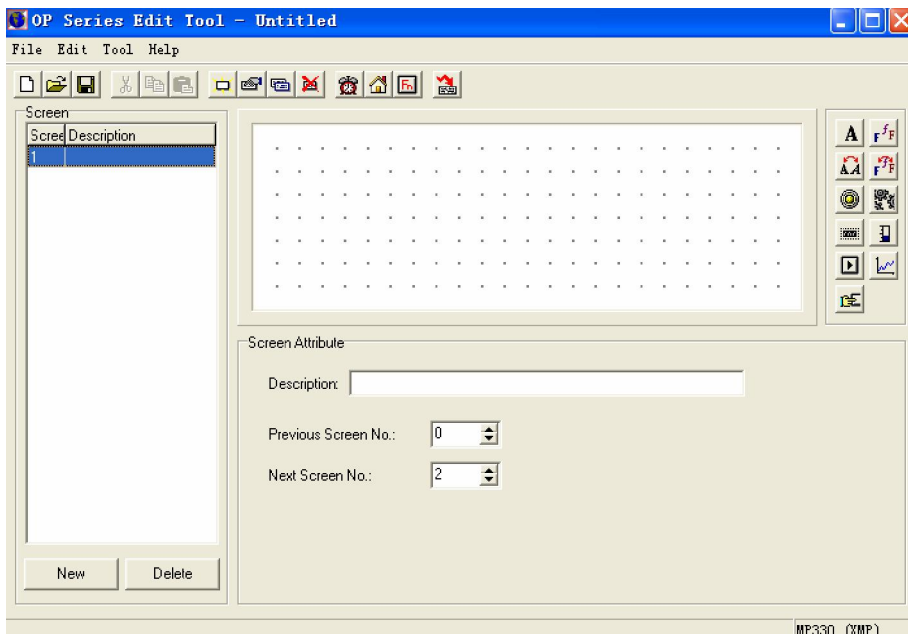 OP Series Edit Tool - Untitled
File Edit Tool Help
Fn
Screen
Scree Description
1
A F f F
A A F F
Screen Attribute
Description:
Previous Screen No.: 0
Next Screen No.: 2
New Delete
MP330 (XMP)